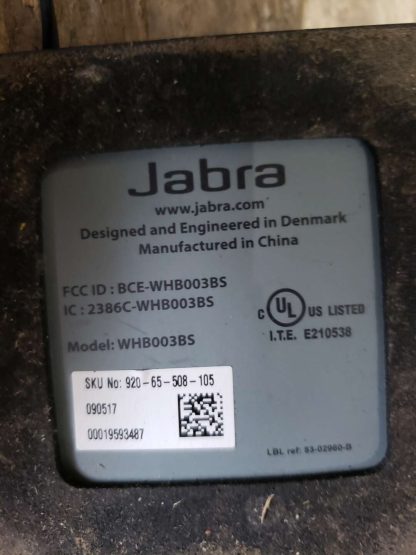 Jabra
www.jabra.com
Designed and Engineered in Denmark
Manufactured in China
FCC ID : BCE-WHB003BS
IC : 2386C-WHB003BS
Model: WHB003BS
C UL US LISTED
I.T.E. E210538
SKU No: 920-65-508-105
090517
00019593487
LBL ref: 93-02960-B